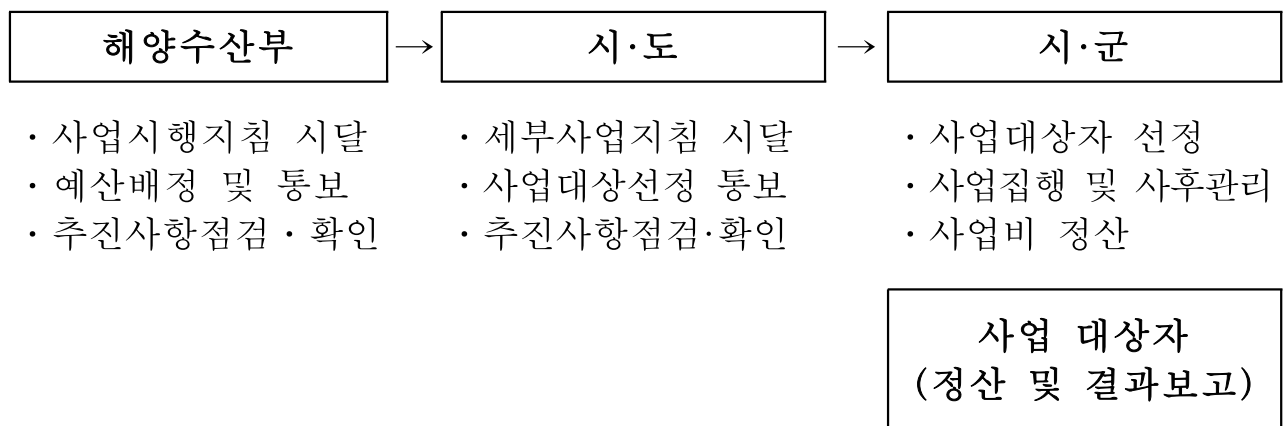 해양수산부 → 시·도 → 시·군
· 사업시행지침 시달
· 예산배정 및 통보
· 추진사항점검 · 확인
· 세부사업지침 시달
· 사업대상선정 통보
· 추진사항점검·확인
· 사업대상자 선정
· 사업집행 및 사후관리
· 사업비 정산
사업 대상자
(정산 및 결과보고)